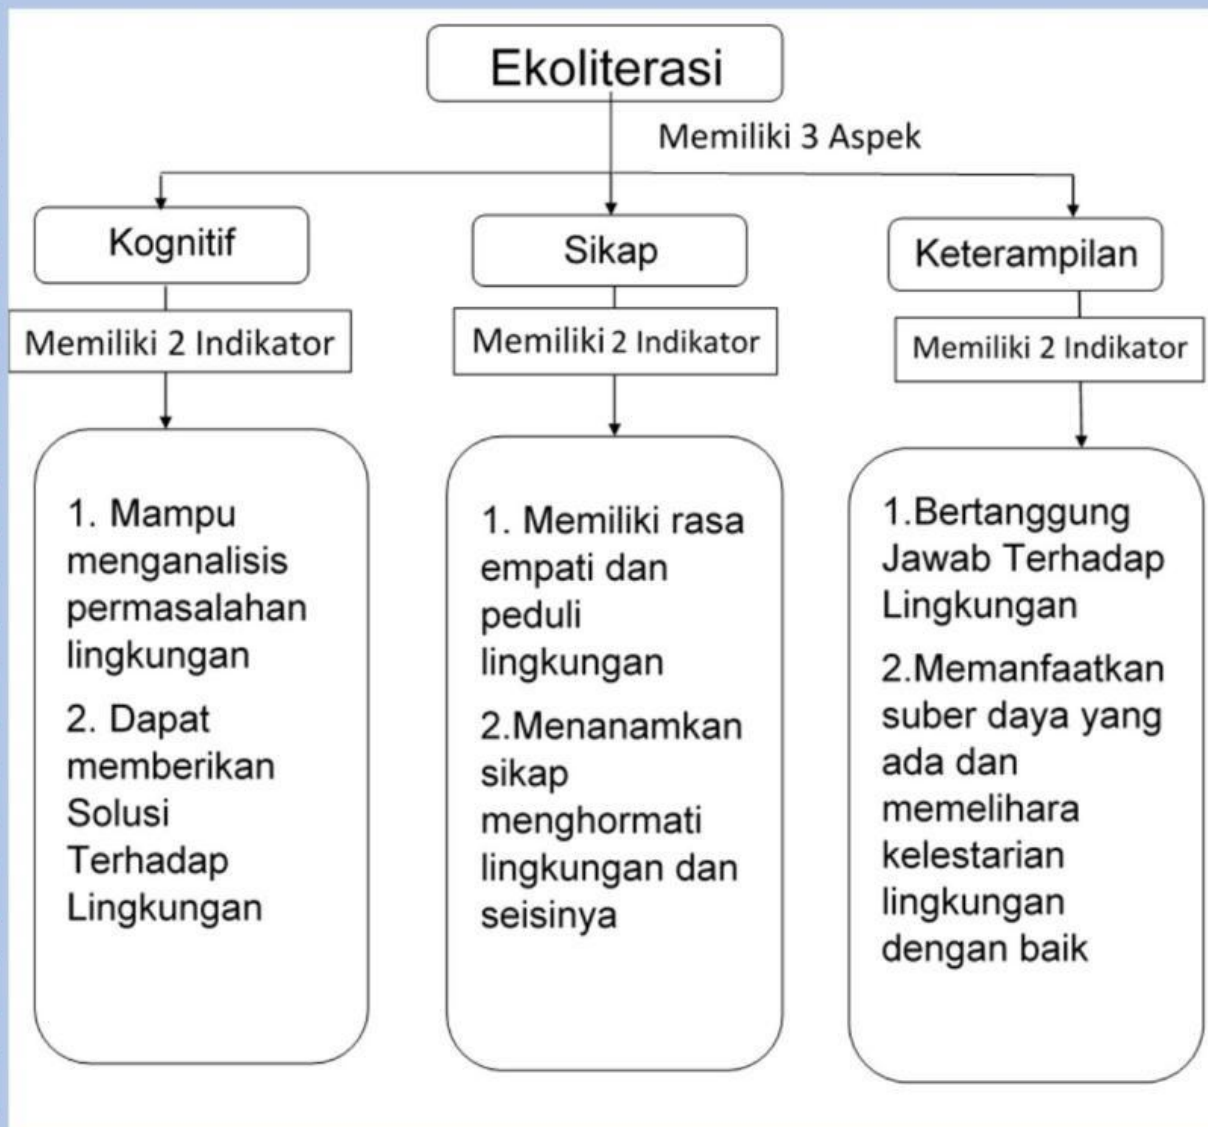 Ekoliterasi
Memiliki 3 Aspek
Kognitif
Memiliki 2 Indikator
1. Mampu
menganalisis
permasalahan
lingkungan
2. Dapat
memberikan
Solusi
Terhadap
Lingkungan
Sikap
Memiliki 2 Indikator
1. Memiliki rasa
empati dan
peduli
lingkungan
2.Menanamkan
sikap
menghormati
lingkungan dan
seisinya
Keterampilan
Memiliki 2 Indikator
1.Bertanggung
Jawab Terhadap
Lingkungan
2.Memanfaatkan
suber daya yang
ada dan
memelihara
kelestarian
lingkungan
dengan baik